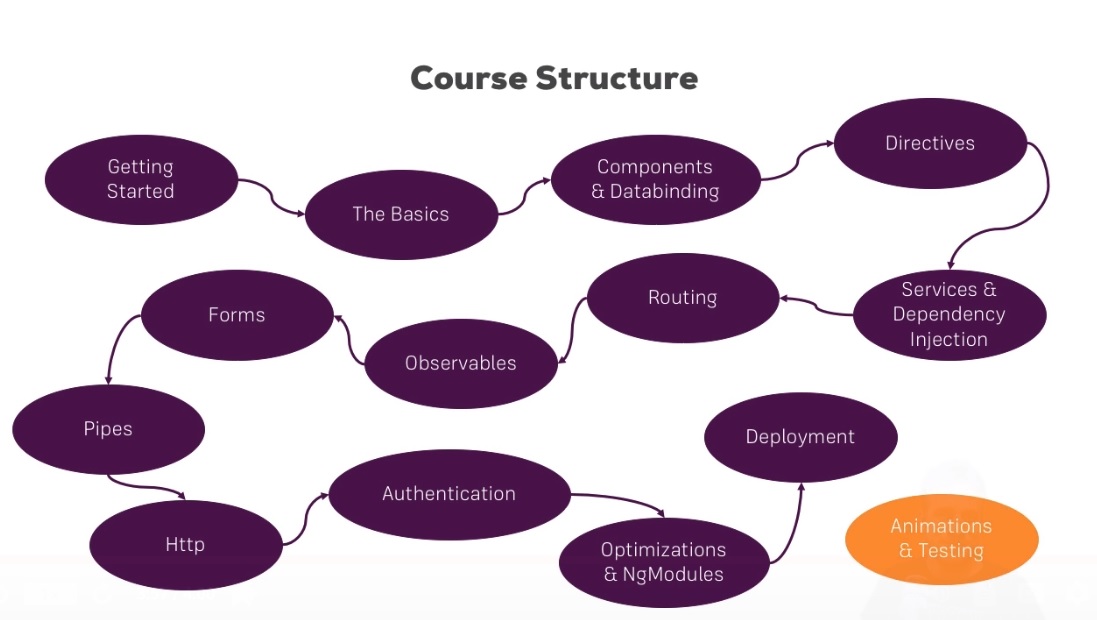 Course Structure
Getting
Started
The Basics
Components
& Databinding
Directives
Services &
Dependency
Injection
Routing
Observables
Forms
Pipes
Http
Authentication
Optimizations
& NgModules
Deployment
Animations
& Testing